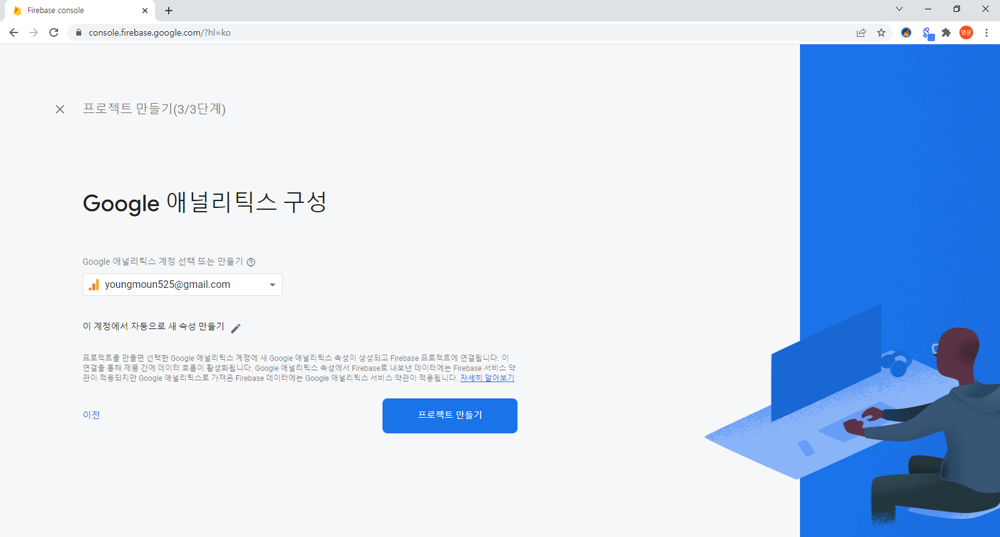 Firebase console
console.firebase.google.com/?hl=ko
영문
프로젝트 만들기(3/3단계)
Google 애널리틱스 구성
Google 애널리틱스 계정 선택 또는 만들기
youngmoun525@gmail.com
이 계정에서 자동으로 새 속성 만들기
프로젝트를 만들면 선택한 Google 애널리틱스 계정에 새 Google 애널리틱스 속성이 생성되고 Firebase 프로젝트에 연결됩니다. 이
연결을 통해 제품 간에 데이터 흐름이 활성화됩니다. Google 애널리틱스 속성에서 Firebase로 내보낸 데이터에는 Firebase 서비스 약
관이 적용되지만 Google 애널리틱스로 가져온 Firebase 데이터에는 Google 애널리틱스 서비스 약관이 적용됩니다. 자세히 알아보기
이전
프로젝트 만들기